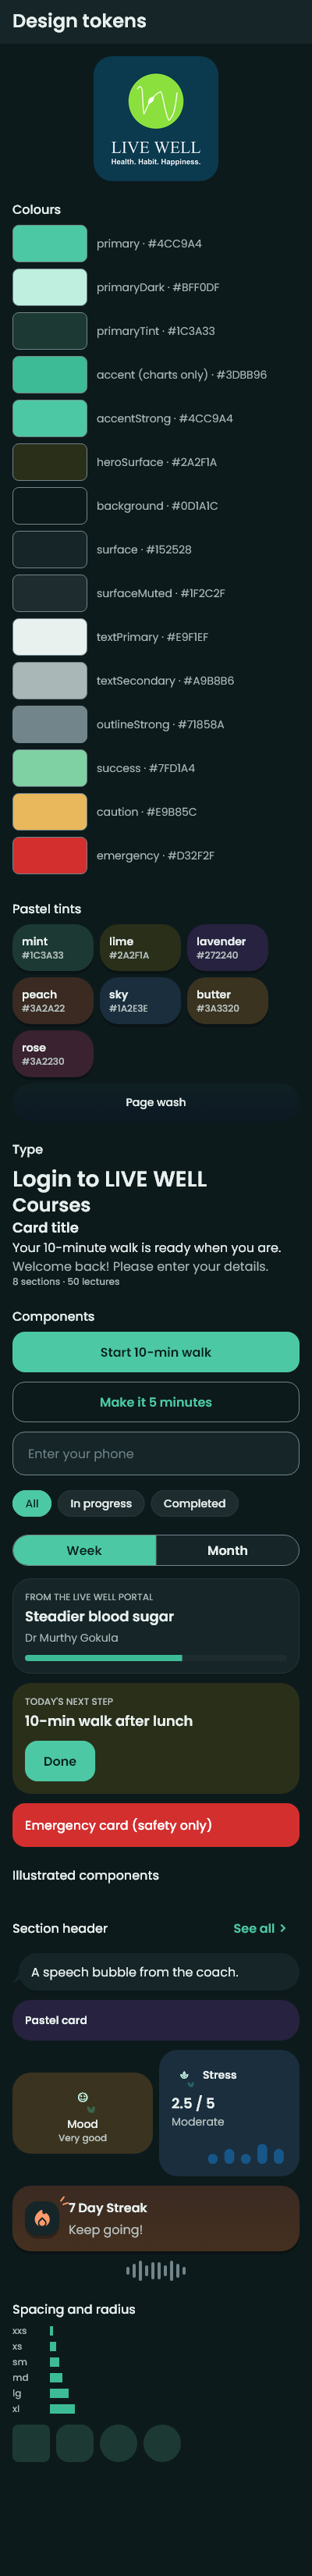 Design tokens
LIVE WELL
Health. Habit. Happiness.
Colours
primary · #4CC9A4
primaryDark · #BFF0DF
primaryTint · #1C3A33
accent (charts only) · #3DBB96
accentStrong · #4CC9A4
heroSurface · #2A2F1A
background · #0D1A1C
surface · #152528
surfaceMuted · #1F2C2F
textPrimary · #E9F1EF
textSecondary · #A9B8B6
outlineStrong · #71858A
success · #7FD1A4
caution · #E9B85C
emergency · #D32F2F
Pastel tints
mint
#1C3A33
lime
#2A2F1A
lavender
#272240
peach
#3A2A22
sky
#1A2E3E
butter
#3A3320
rose
#3A2230
Page wash
Type
Login to LIVE WELL
Courses
Card title
Your 10-minute walk is ready when you are.
Welcome back! Please enter your details.
8 sections · 50 lectures
Components
Start 10-min walk
Make it 5 minutes
Enter your phone
All
In progress
Completed
Week
Month
FROM THE LIVE WELL PORTAL
Steadier blood sugar
Dr Murthy Gokula
TODAY'S NEXT STEP
10-min walk after lunch
Done
Emergency card (safety only)
Illustrated components
Section header
See all
A speech bubble from the coach.
Pastel card
Mood
Very good
Stress
2.5 / 5
Moderate
7 Day Streak
Keep going!
Spacing and radius
xxs
xs
sm
md
lg
xl